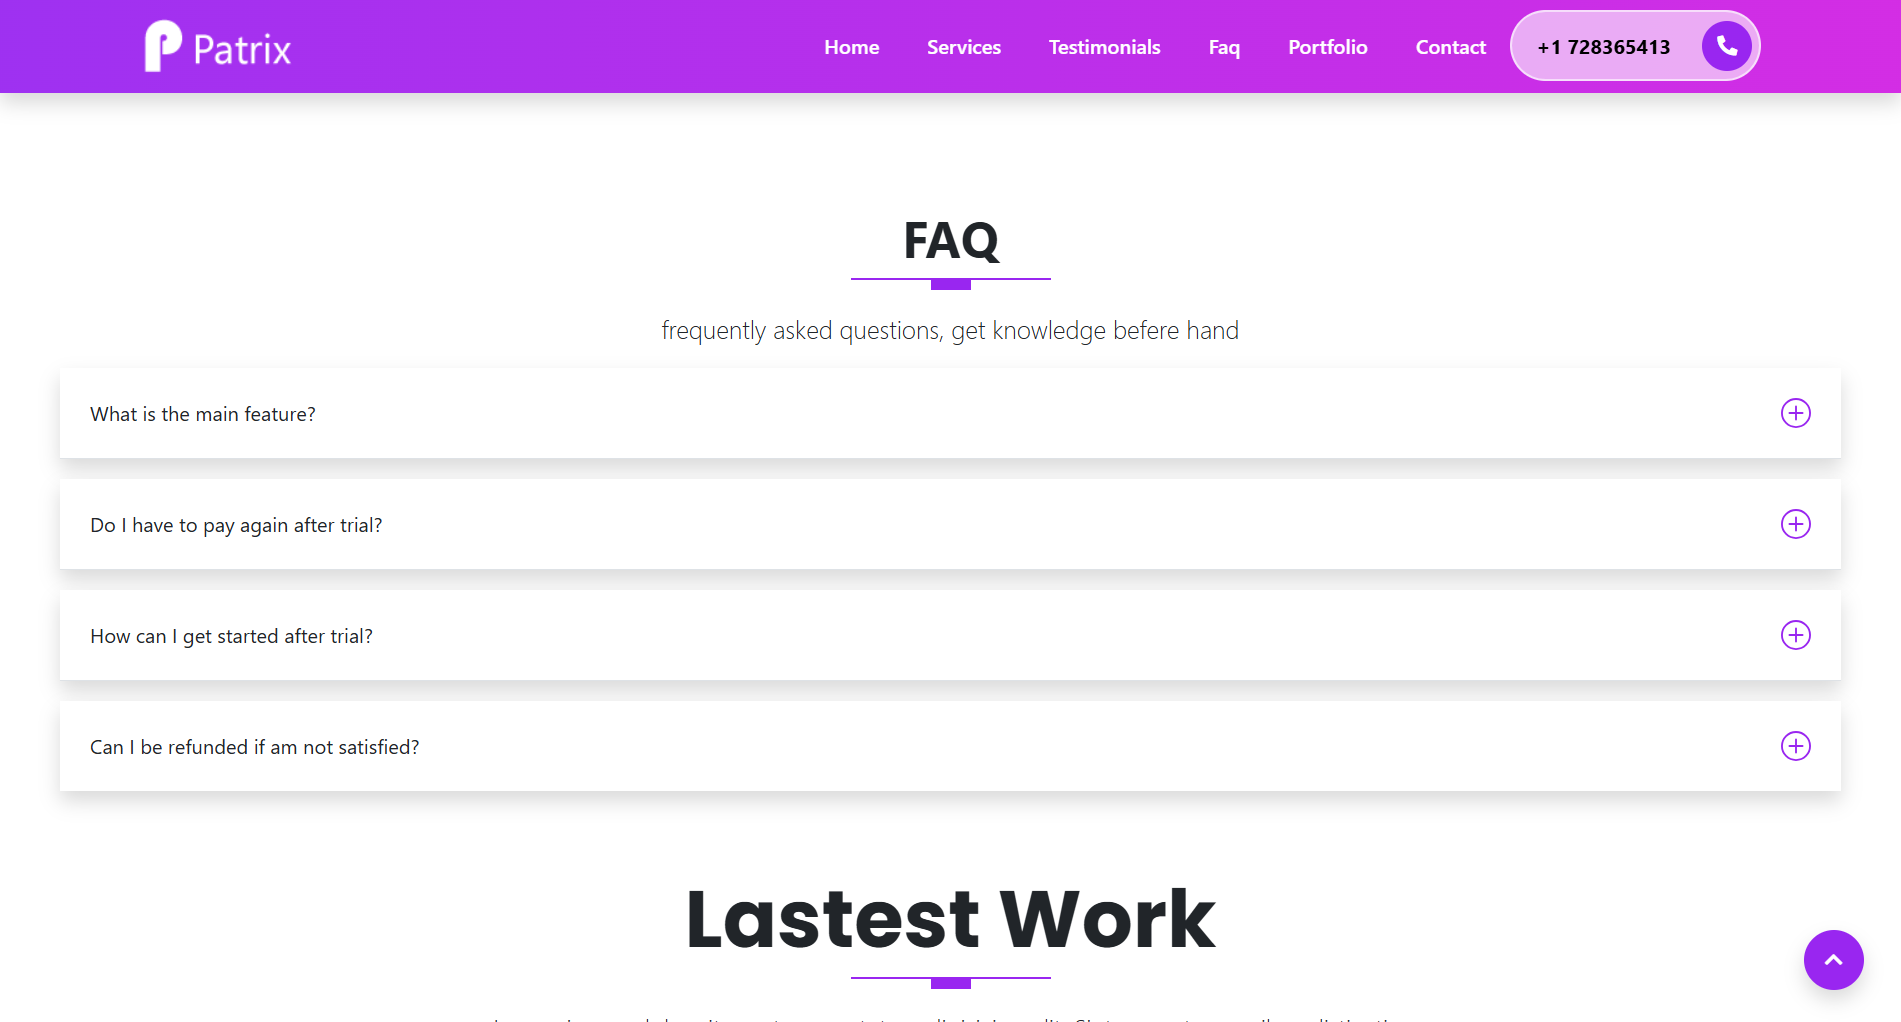 Patrix
Home Services Testimonials Faq Portfolio Contact +1 728365413
FAQ
frequently asked questions, get knowledge befere hand
What is the main feature?
Do I have to pay again after trial?
How can I get started after trial?
Can I be refunded if am not satisfied?
Lastest Work